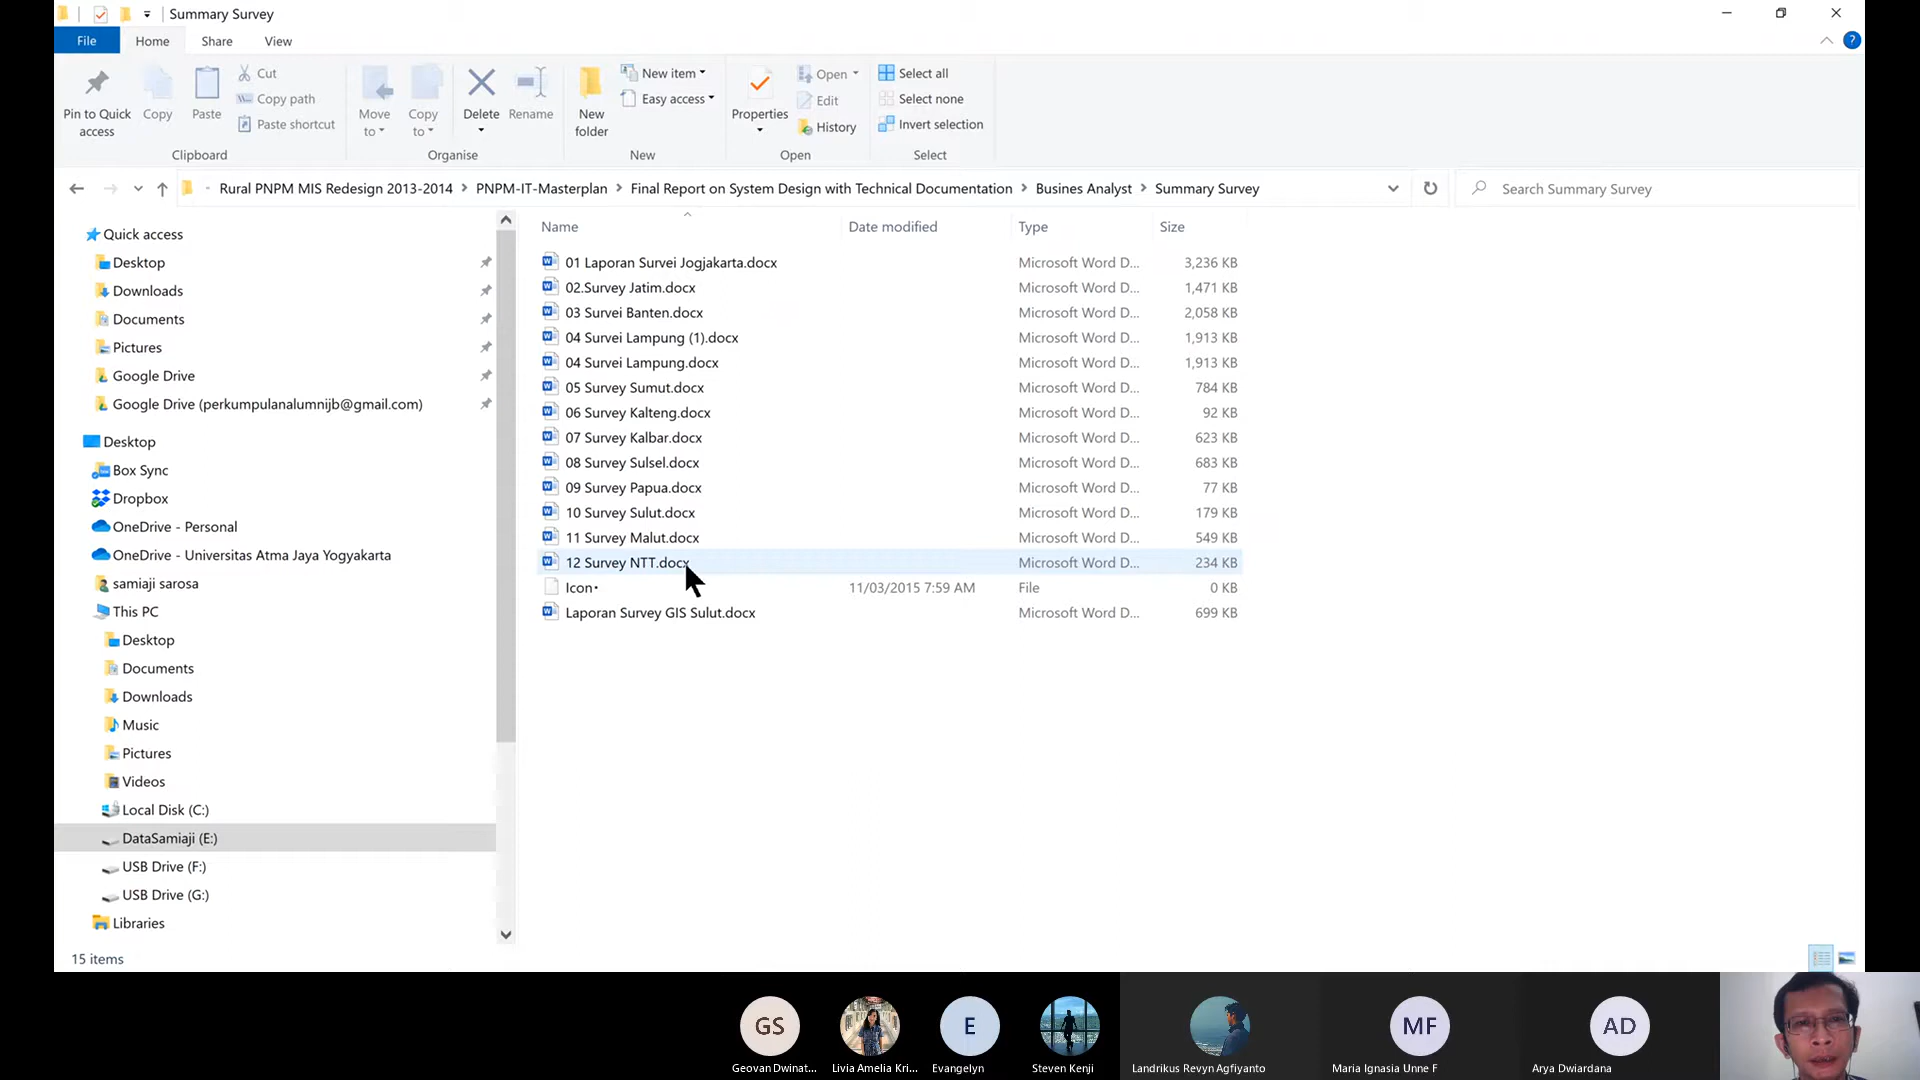 Summary Survey
File Home Share View
Pin to Quick access
Copy
Paste
Cut
Copy path
Paste shortcut
Clipboard
Move to
Copy to
Delete
Rename
Organise
New folder
New item
Easy access
New
Properties
Open
Edit
History
Open
Select all
Select none
Invert selection
Select
Rural PNPM MIS Redesign 2013-2014 > PNPM-IT-Masterplan > Final Report on System Design with Technical Documentation > Busines Analyst > Summary Survey
Search Summary Survey
Quick access
Desktop
Downloads
Documents
Pictures
Google Drive
Google Drive (perkumpulanalumnijb@gmail.com)
Desktop
Box Sync
Dropbox
OneDrive - Personal
OneDrive - Universitas Atma Jaya Yogyakarta
samiaji sarosa
This PC
Desktop
Documents
Downloads
Music
Pictures
Videos
Local Disk (C:)
DataSamiaji (E:)
USB Drive (F:)
USB Drive (G:)
Libraries
Name Date modified Type Size
01 Laporan Survei Jogjakarta.docx Microsoft Word D... 3,236 KB
02.Survey Jatim.docx Microsoft Word D... 1,471 KB
03 Survei Banten.docx Microsoft Word D... 2,058 KB
04 Survei Lampung (1).docx Microsoft Word D... 1,913 KB
04 Survei Lampung.docx Microsoft Word D... 1,913 KB
05 Survey Sumut.docx Microsoft Word D... 784 KB
06 Survey Kalteng.docx Microsoft Word D... 92 KB
07 Survey Kalbar.docx Microsoft Word D... 623 KB
08 Survey Sulsel.docx Microsoft Word D... 683 KB
09 Survey Papua.docx Microsoft Word D... 77 KB
10 Survey Sulut.docx Microsoft Word D... 179 KB
11 Survey Malut.docx Microsoft Word D... 549 KB
12 Survey NTT.docx Microsoft Word D... 234 KB
Icon· 11/03/2015 7:59 AM File 0 KB
Laporan Survey GIS Sulut.docx Microsoft Word D... 699 KB
15 items
GS E MF AD
Geovan Dwinat... Livia Amelia Kri... Evangelyn Steven Kenji Landrikus Revyn Agfiyanto Maria Ignasia Unne F Arya Dwiardana